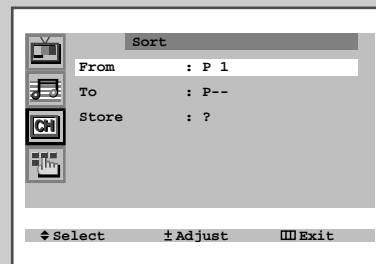 Sort
From : P 1
To : P--
CH Store : ?
Select ± Adjust Exit